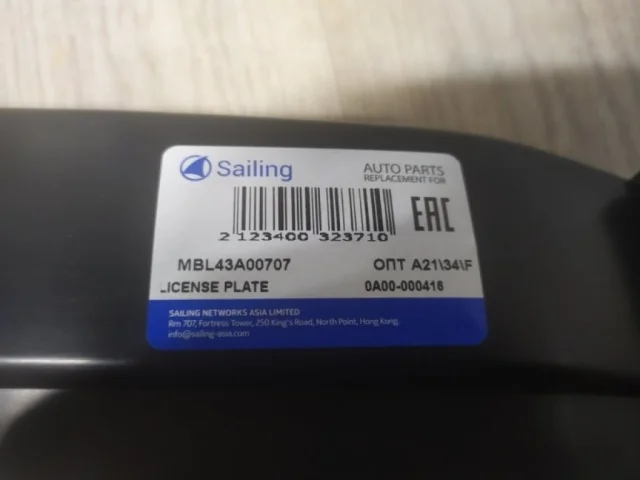 Sailing
AUTO PARTS
REPLACEMENT FOR
EAC
2 123400 323710
MBL43A00707
ОПТ A21\34\F
LICENSE PLATE
0A00-000416
SAILING NETWORKS ASIA LIMITED
Rm 707, Fortress Tower, 250 King's Road, North Point, Hong Kong.
info@sailing-asia.com